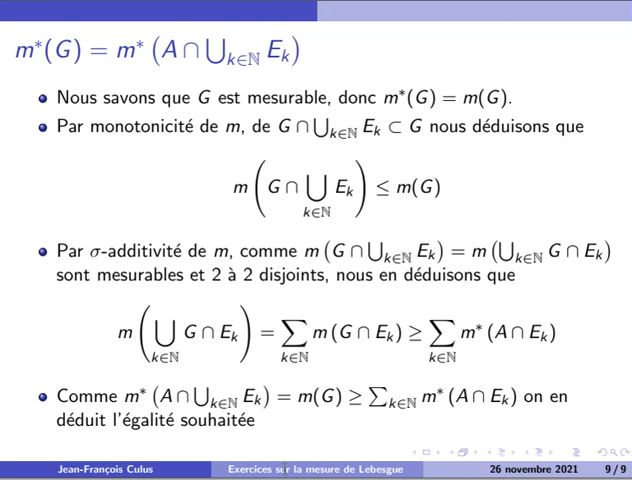 m*(G) = m* (A ∩ ⋃_{k∈ℕ} E_k)
Nous savons que G est mesurable, donc m*(G) = m(G).
Par monotonicité de m, de G ∩ ⋃_{k∈ℕ} E_k ⊂ G nous déduisons que
m (G ∩ ⋃_{k∈ℕ} E_k) ≤ m(G)
Par σ-additivité de m, comme m (G ∩ ⋃_{k∈ℕ} E_k) = m (⋃_{k∈ℕ} G ∩ E_k)
sont mesurables et 2 à 2 disjoints, nous en déduisons que
m (⋃_{k∈ℕ} G ∩ E_k) = ∑_{k∈ℕ} m (G ∩ E_k) ≥ ∑_{k∈ℕ} m* (A ∩ E_k)
Comme m* (A ∩ ⋃_{k∈ℕ} E_k) = m(G) ≥ ∑_{k∈ℕ} m* (A ∩ E_k) on en
déduit l'égalité souhaitée
Jean-François Culus Exercices sur la mesure de Lebesgue 26 novembre 2021 9 / 9